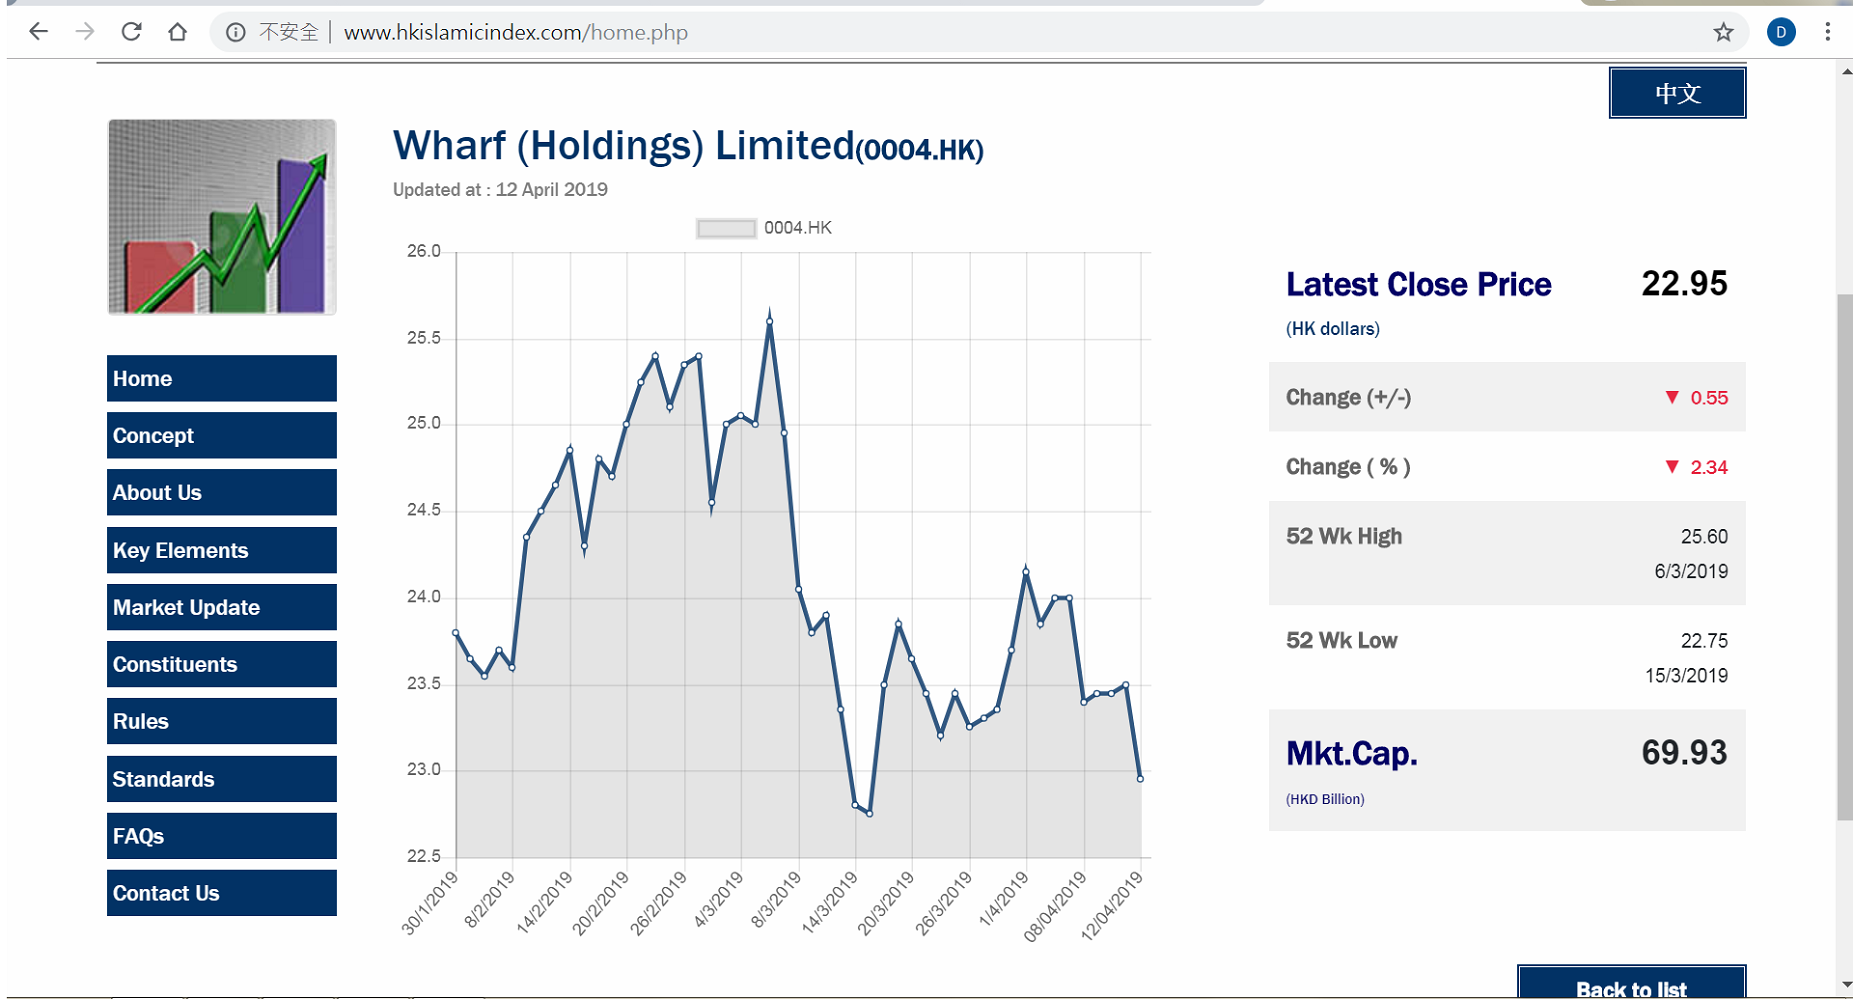 不安全 | www.hkislamicindex.com/home.php
D
中文
Wharf (Holdings) Limited(0004.HK)
Updated at : 12 April 2019
Home
Concept
About Us
Key Elements
Market Update
Constituents
Rules
Standards
FAQs
Contact Us
0004.HK
26.0
25.5
25.0
24.5
24.0
23.5
23.0
22.5
30/1/2019
8/2/2019
14/2/2019
20/2/2019
26/2/2019
4/3/2019
8/3/2019
14/3/2019
20/3/2019
26/3/2019
1/4/2019
08/04/2019
12/04/2019
Latest Close Price 22.95
(HK dollars)
Change (+/-) ▼ 0.55
Change ( % ) ▼ 2.34
52 Wk High 25.60
6/3/2019
52 Wk Low 22.75
15/3/2019
Mkt.Cap. 69.93
(HKD Billion)
Back to list